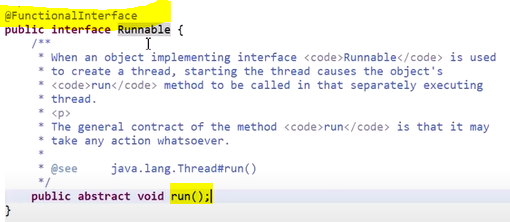 @FunctionalInterface
public interface Runnable {
/**
* When an object implementing interface <code>Runnable</code> is used
* to create a thread, starting the thread causes the object's
* <code>run</code> method to be called in that separately executing
* thread.
* <p>
* The general contract of the method <code>run</code> is that it may
* take any action whatsoever.
*
* @see java.lang.Thread#run()
*/
public abstract void run();
}